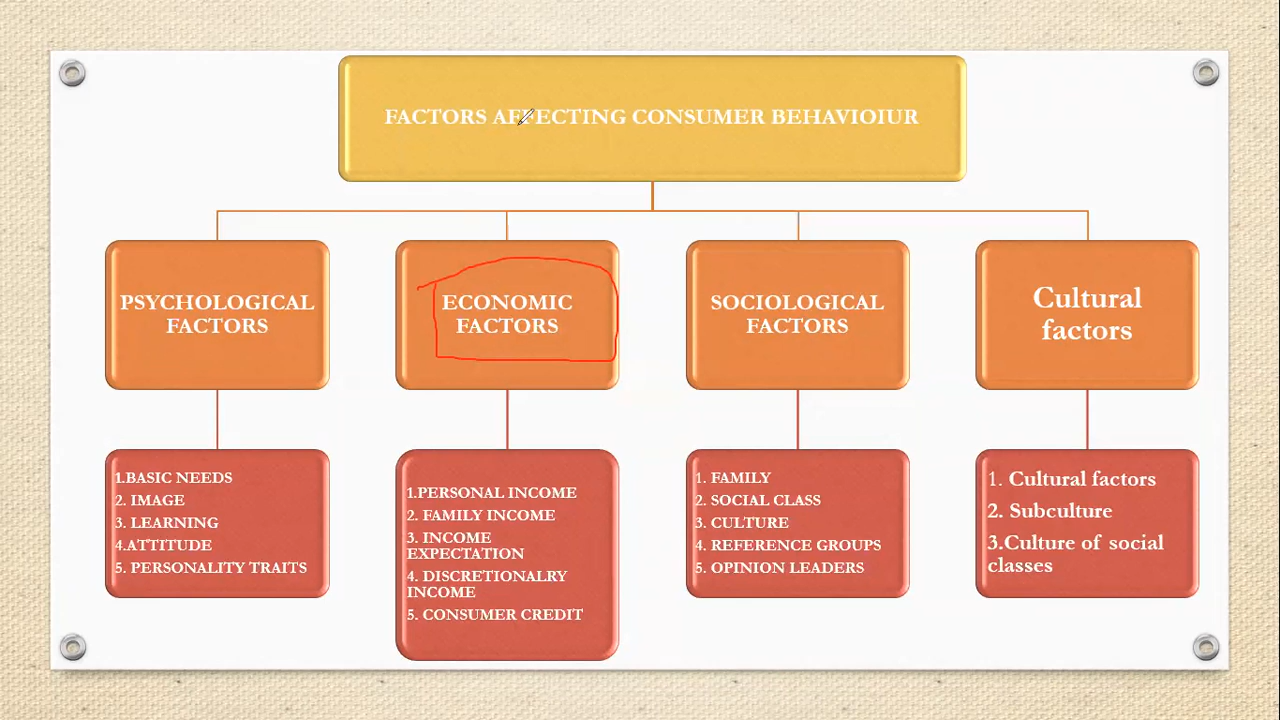 FACTORS AFFECTING CONSUMER BEHAVIOIUR
PSYCHOLOGICAL
FACTORS
1.BASIC NEEDS
2. IMAGE
3. LEARNING
4.ATTITUDE
5. PERSONALITY TRAITS
ECONOMIC
FACTORS
1.PERSONAL INCOME
2. FAMILY INCOME
3. INCOME
EXPECTATION
4. DISCRETIONALRY
INCOME
5. CONSUMER CREDIT
SOCIOLOGICAL
FACTORS
1. FAMILY
2. SOCIAL CLASS
3. CULTURE
4. REFERENCE GROUPS
5. OPINION LEADERS
Cultural
factors
1. Cultural factors
2. Subculture
3.Culture of social
classes